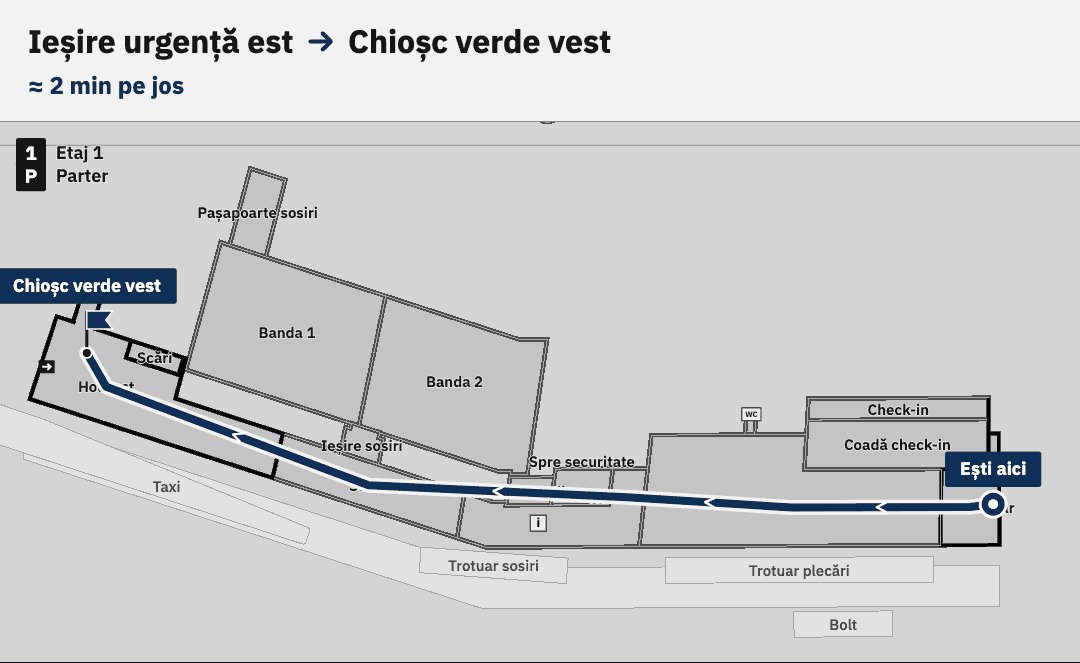 Ieșire urgență est → Chioșc verde vest
≈ 2 min pe jos
1 Etaj 1
P Parter
Pașapoarte sosiri
Chioșc verde vest
Banda 1
Scări
Banda 2
wc
Check-in
Coadă check-in
Ieșire sosiri
Spre securitate
Ești aici
Taxi
i
Trotuar sosiri
Trotuar plecări
Bolt